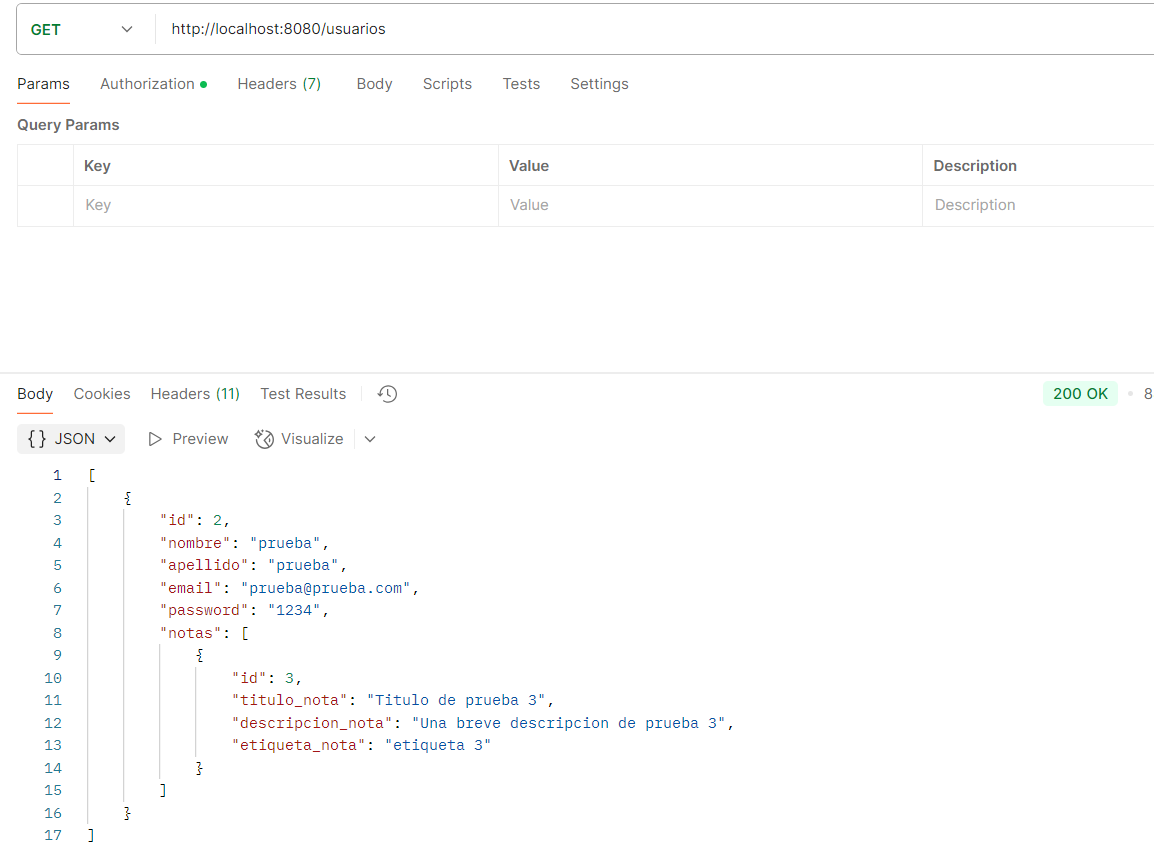 GET http://localhost:8080/usuarios
Params Authorization Headers (7) Body Scripts Tests Settings
Query Params
Key Value Description
Key Value Description
Body Cookies Headers (11) Test Results 200 OK • 8
{} JSON Preview Visualize
1 [
2 {
3 "id": 2,
4 "nombre": "prueba",
5 "apellido": "prueba",
6 "email": "prueba@prueba.com",
7 "password": "1234",
8 "notas": [
9 {
10 "id": 3,
11 "titulo_nota": "Titulo de prueba 3",
12 "descripcion_nota": "Una breve descripcion de prueba 3",
13 "etiqueta_nota": "etiqueta 3"
14 }
15 ]
16 }
17 ]